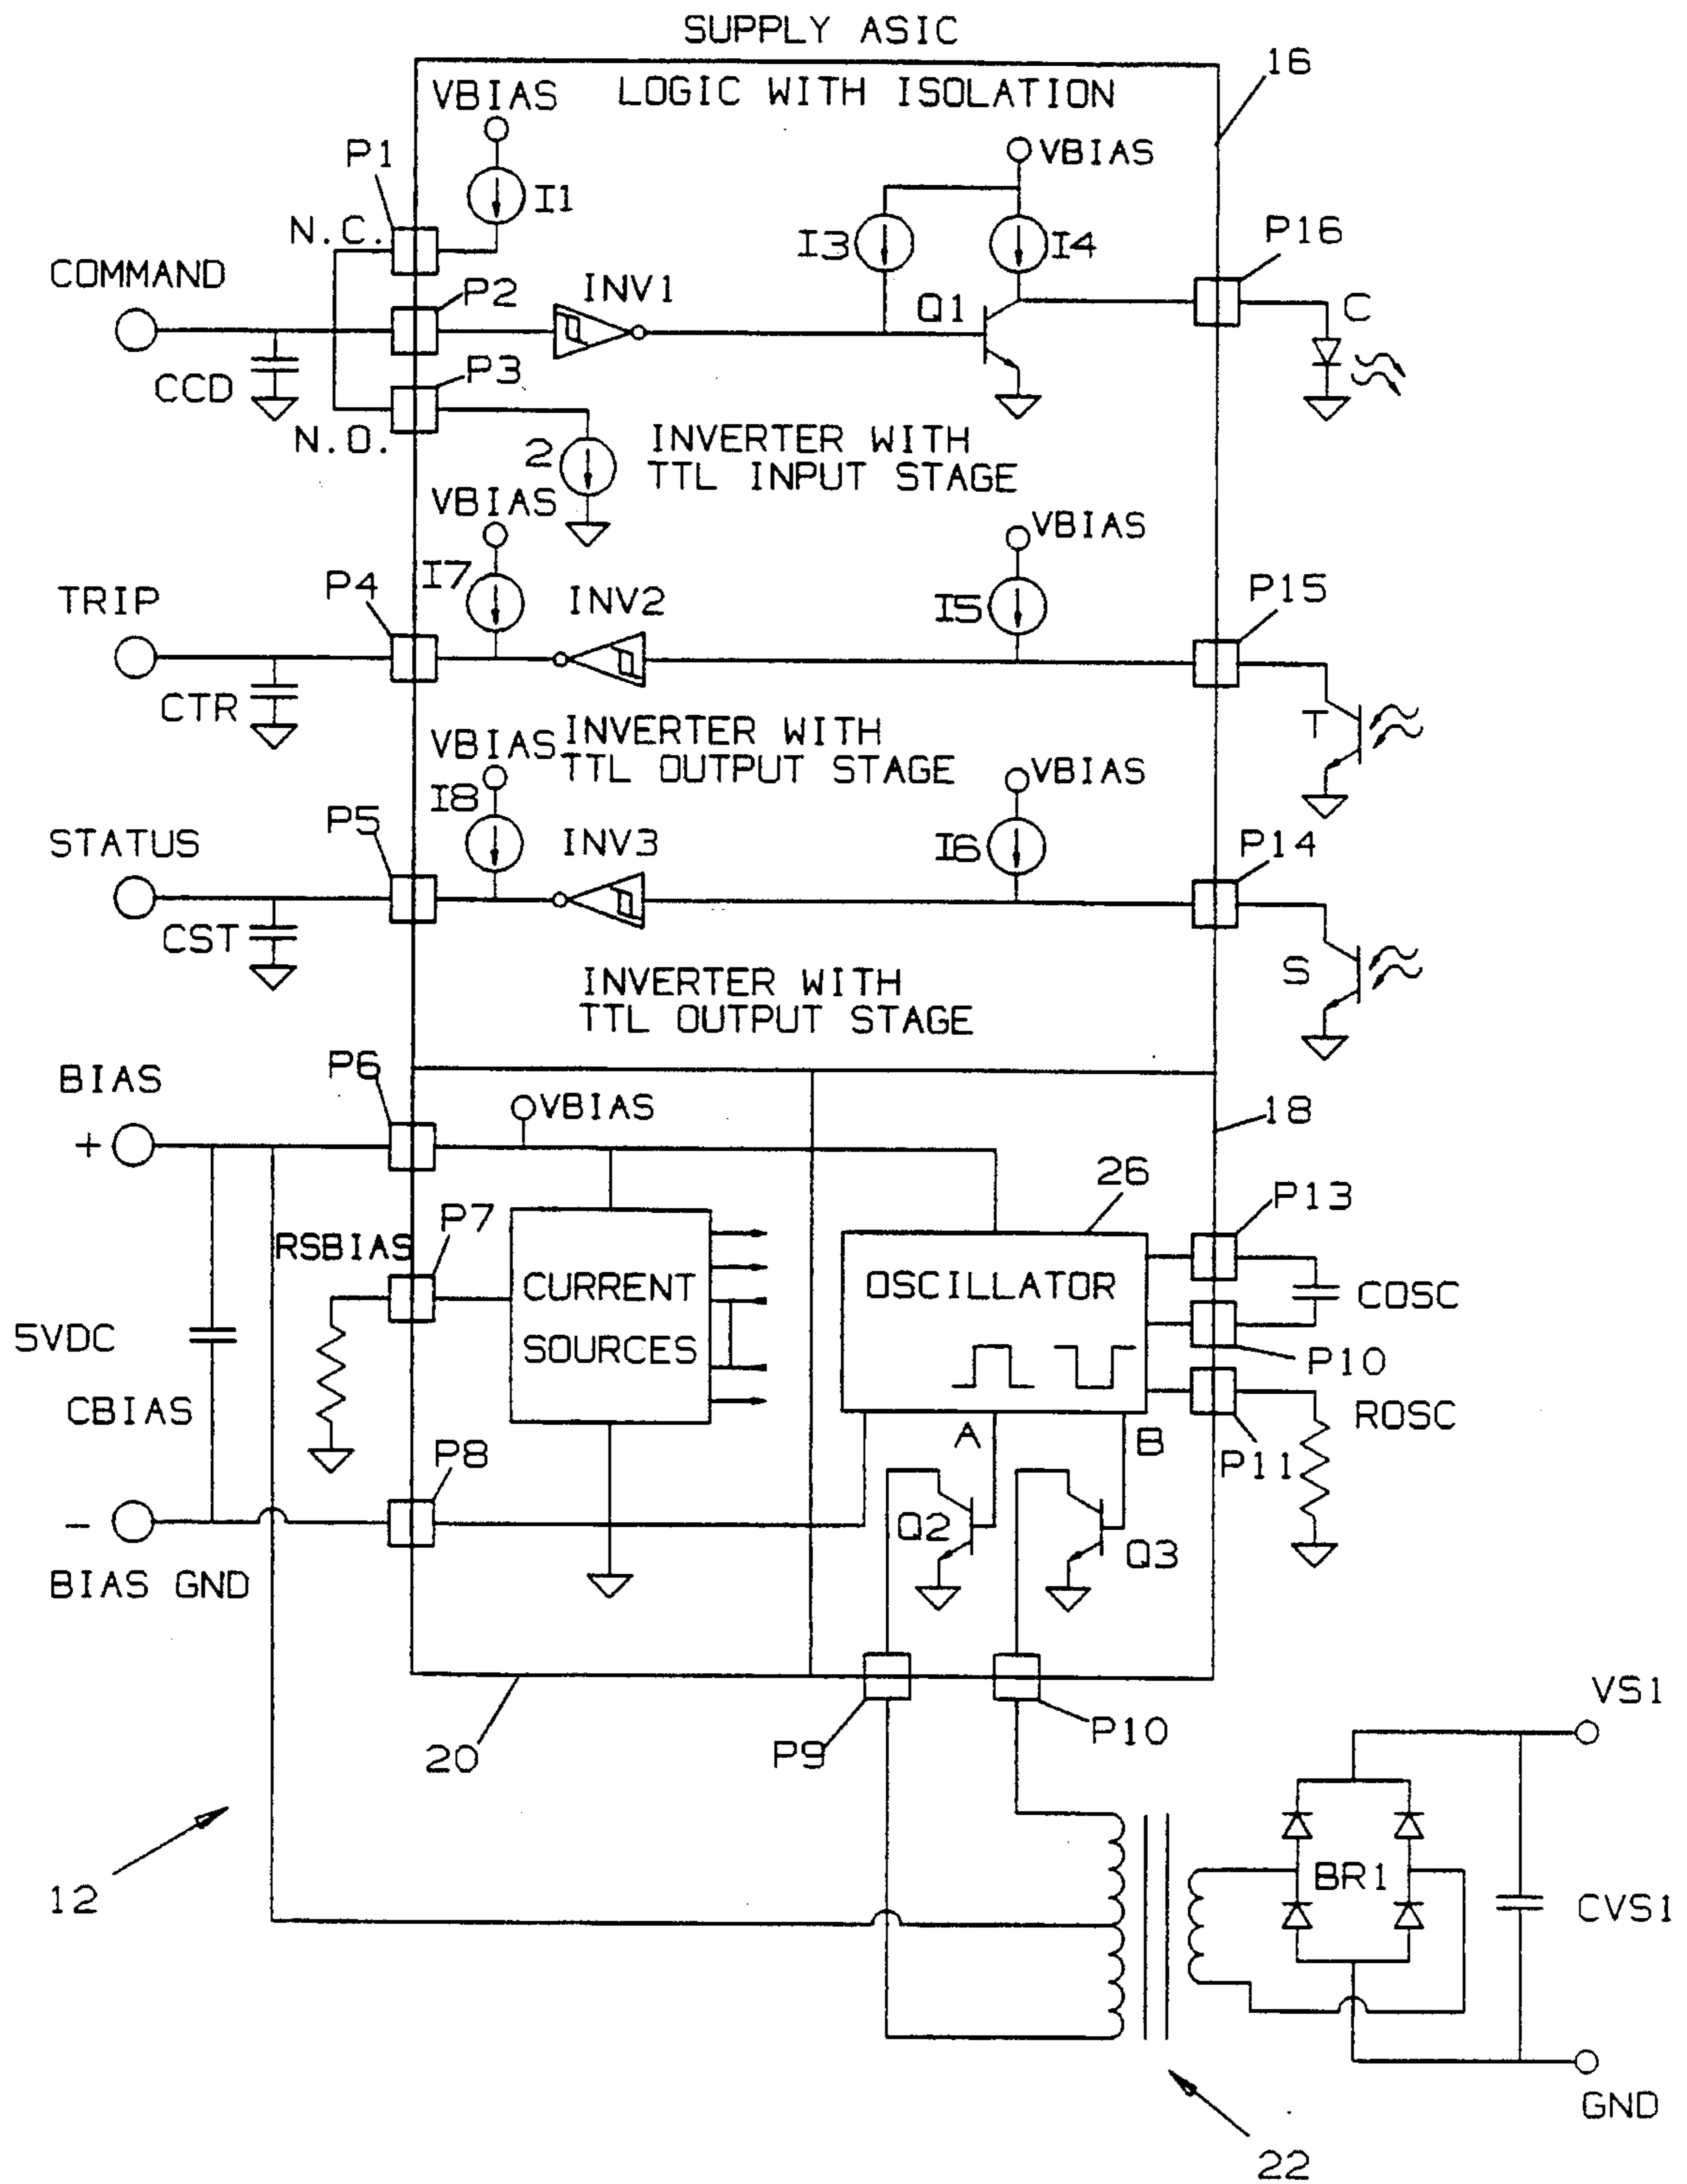 SUPPLY ASIC
LOGIC WITH ISOLATION
16
VBIAS
P1
I1
VBIAS
N.C.
I3
I4
P16
COMMAND
P2
INV1
Q1
C
CCD
P3
N.O.
2
INVERTER WITH
TTL INPUT STAGE
VBIAS
VBIAS
TRIP
P4
I7
INV2
I5
P15
CTR
T
INVERTER WITH
TTL OUTPUT STAGE
VBIAS
VBIAS
STATUS
P5
I8
INV3
I6
P14
CST
S
INVERTER WITH
TTL OUTPUT STAGE
BIAS
P6
VBIAS
18
+
26
P13
P7
RSBIAS
CURRENT
SOURCES
OSCILLATOR
COSC
5VDC
P10
CBIAS
ROSC
A
B
P11
P8
Q2
Q3
-
BIAS GND
20
P9
P10
VS1
12
BR1
CVS1
GND
22